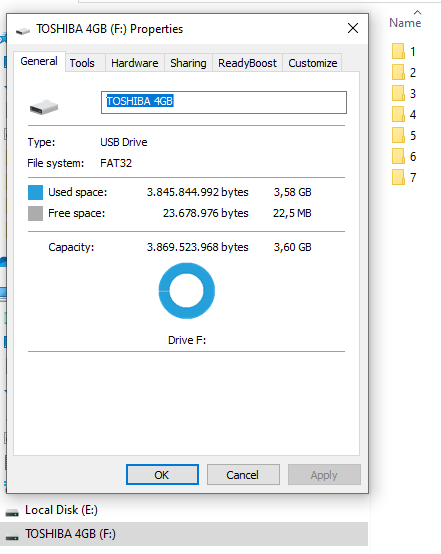 TOSHIBA 4GB (F:) Properties
General Tools Hardware Sharing ReadyBoost Customize
TOSHIBA 4GB
Type: USB Drive
File system: FAT32
Used space: 3.845.844.992 bytes 3,58 GB
Free space: 23.678.976 bytes 22,5 MB
Capacity: 3.869.523.968 bytes 3,60 GB
Drive F:
OK Cancel Apply
Local Disk (E:)
TOSHIBA 4GB (F:)
Name
1
2
3
4
5
6
7